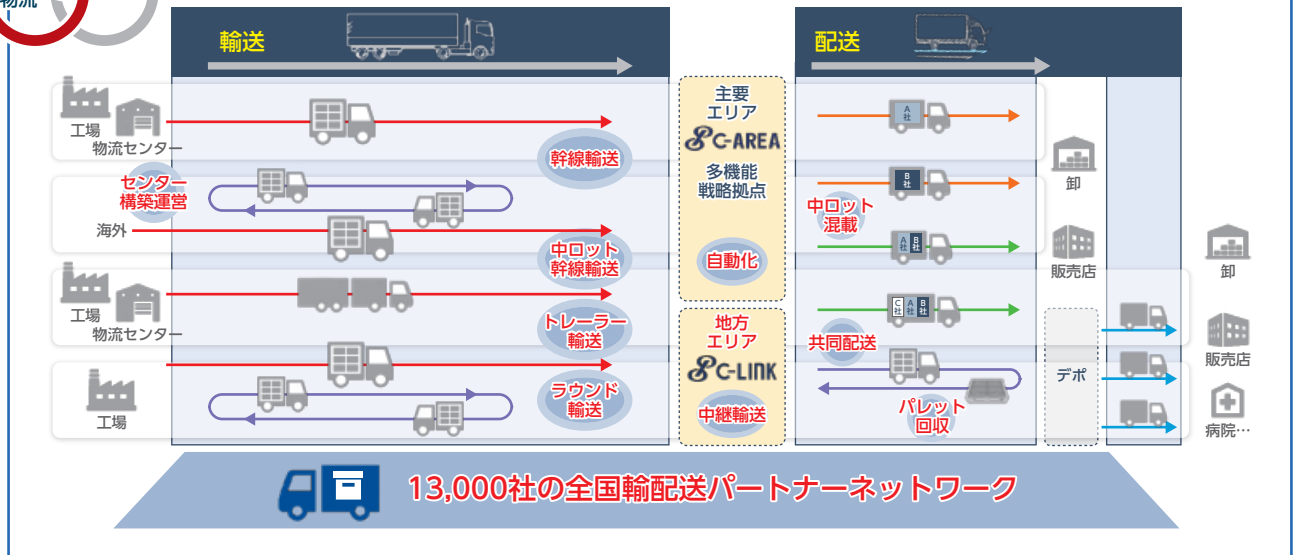 物流
輸送
配送
工場
物流センター
センター
構築運営
海外
工場
物流センター
工場
幹線輸送
中ロット
幹線輸送
トレーラー
輸送
ラウンド
輸送
主要
エリア
C-AREA
多機能
戦略拠点
自動化
地方
エリア
C-LINK
中継輸送
A
社
B
社
中ロット
混載
A
社
B
社
C
社
A
社
B
社
共同配送
パレット
回収
卸
販売店
デポ
卸
販売店
病院…
13,000社の全国輸配送パートナーネットワーク